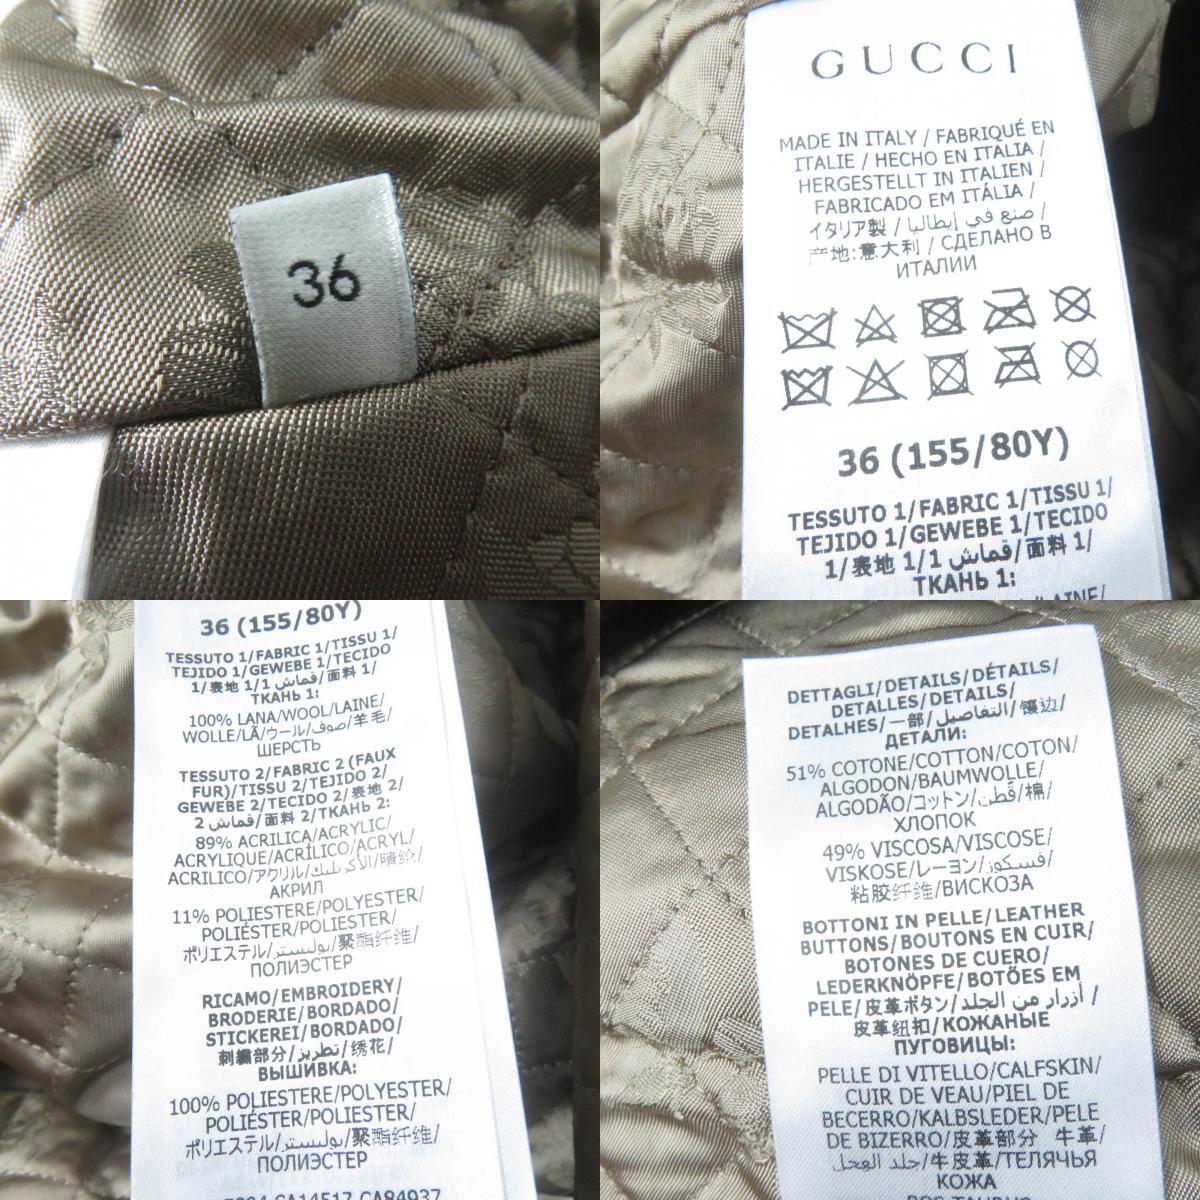 36
GUCCI
MADE IN ITALY / FABRIQUÉ EN
ITALIE / HECHO EN ITALIA /
HERGESTELLT IN ITALIEN /
FABRICADO EM ITÁLIA /
イタリア製 / صنع في إيطاليا /
产地:意大利 / СДЕЛАНО В
ИТАЛИИ
36 (155/80Y)
TESSUTO 1/FABRIC 1/TISSU 1/
TEJIDO 1/GEWEBE 1/TECIDO
1/表地 1/قماش 1/面料 1/
ТКАНЬ 1:
/LAINE/
36 (155/80Y)
TESSUTO 1/FABRIC 1/TISSU 1/
TEJIDO 1/GEWEBE 1/TECIDO
1/表地 1/قماش 1/面料 1/
ТКАНЬ 1:
100% LANA/WOOL/LAINE/
WOLLE/LÃ/ウール/صوف/羊毛/
ШЕРСТЬ
TESSUTO 2/FABRIC 2 (FAUX
FUR)/TISSU 2/TEJIDO 2/
GEWEBE 2/TECIDO 2/表地 2/
قماش 2/面料 2/ТКАНЬ 2:
89% ACRILICA/ACRYLIC/
ACRYLIQUE/ACRÍLICO/ACRYL/
ACRILICO/アクリル/الأكريليك/腈纶/
АКРИЛ
11% POLIESTERE/POLYESTER/
POLIÉSTER/POLIÉSTER/
ポリエステル/بوليستر/聚酯纤维/
ПОЛИЭСТЕР
RICAMO/EMBROIDERY/
BRODERIE/BORDADO/
STICKEREI/BORDADO/
刺繍部分/تطريز/绣花/
ВЫШИВКА:
100% POLIESTERE/POLYESTER/
POLIÉSTER/POLIÉSTER/
ポリエステル/بوليستر/聚酯纤维/
ПОЛИЭСТЕР
CA14517 CA84937
DETTAGLI/DETAILS/DÉTAILS/
DETALLES/DETAILS/
DETALHES/一部/التفاصيل/镶边/
ДЕТАЛИ:
51% COTONE/COTTON/COTON/
ALGODON/BAUMWOLLE/
ALGODÃO/コットン/قطن/棉/
ХЛОПОК
49% VISCOSA/VISCOSE/
VISKOSE/レーヨン/فسكوز/
粘胶纤维/ВИСКОЗА
BOTTONI IN PELLE/LEATHER
BUTTONS/BOUTONS EN CUIR/
BOTONES DE CUERO/
LEDERKNÖPFE/BOTÕES EM
PELE/皮革ボタン/أزرار من الجلد/
皮革纽扣/КОЖАНЫЕ
ПУГОВИЦЫ:
PELLE DI VITELLO/CALFSKIN/
CUIR DE VEAU/PIEL DE
BECERRO/KALBSLEDER/PELE
DE BIZERRO/皮革部分 牛革/
جلد العجل/牛皮革/ТЕЛЯЧЬЯ
КОЖА